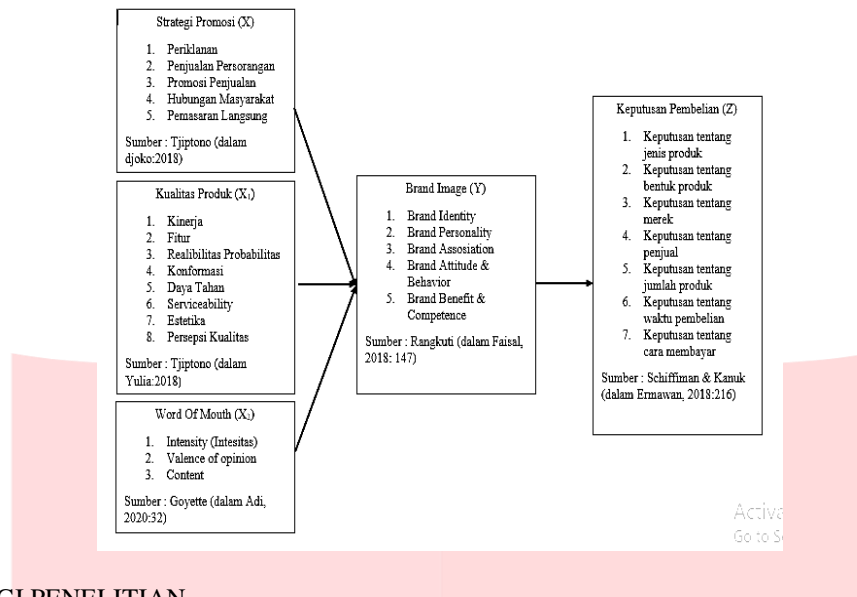 Strategi Promosi (X)
1. Periklanan
2. Penjualan Persorangan
3. Promosi Penjualan
4. Hubungan Masyarakat
5. Pemasaran Langsung
Sumber : Tjiptono (dalam
djoko:2018)
Kualitas Produk (X₁)
1. Kinerja
2. Fitur
3. Realibilitas Probabilitas
4. Konformasi
5. Daya Tahan
6. Serviceability
7. Estetika
8. Persepsi Kualitas
Sumber : Tjiptono (dalam
Yulia:2018)
Word Of Mouth (X₂)
1. Intensity (Intesitas)
2. Valence of opinion
3. Content
Sumber : Goyette (dalam Adi,
2020:32)
Brand Image (Y)
1. Brand Identity
2. Brand Personality
3. Brand Assosiation
4. Brand Attitude &
Behavior
5. Brand Benefit &
Competence
Sumber : Rangkuti (dalam Faisal,
2018: 147)
Keputusan Pembelian (Z)
1. Keputusan tentang
jenis produk
2. Keputusan tentang
bentuk produk
3. Keputusan tentang
merek
4. Keputusan tentang
penjual
5. Keputusan tentang
jumlah produk
6. Keputusan tentang
waktu pembelian
7. Keputusan tentang
cara membayar
Sumber : Schiffiman & Kanuk
(dalam Ermawan, 2018:216)
Activa
Go to S
GI PENELITIAN